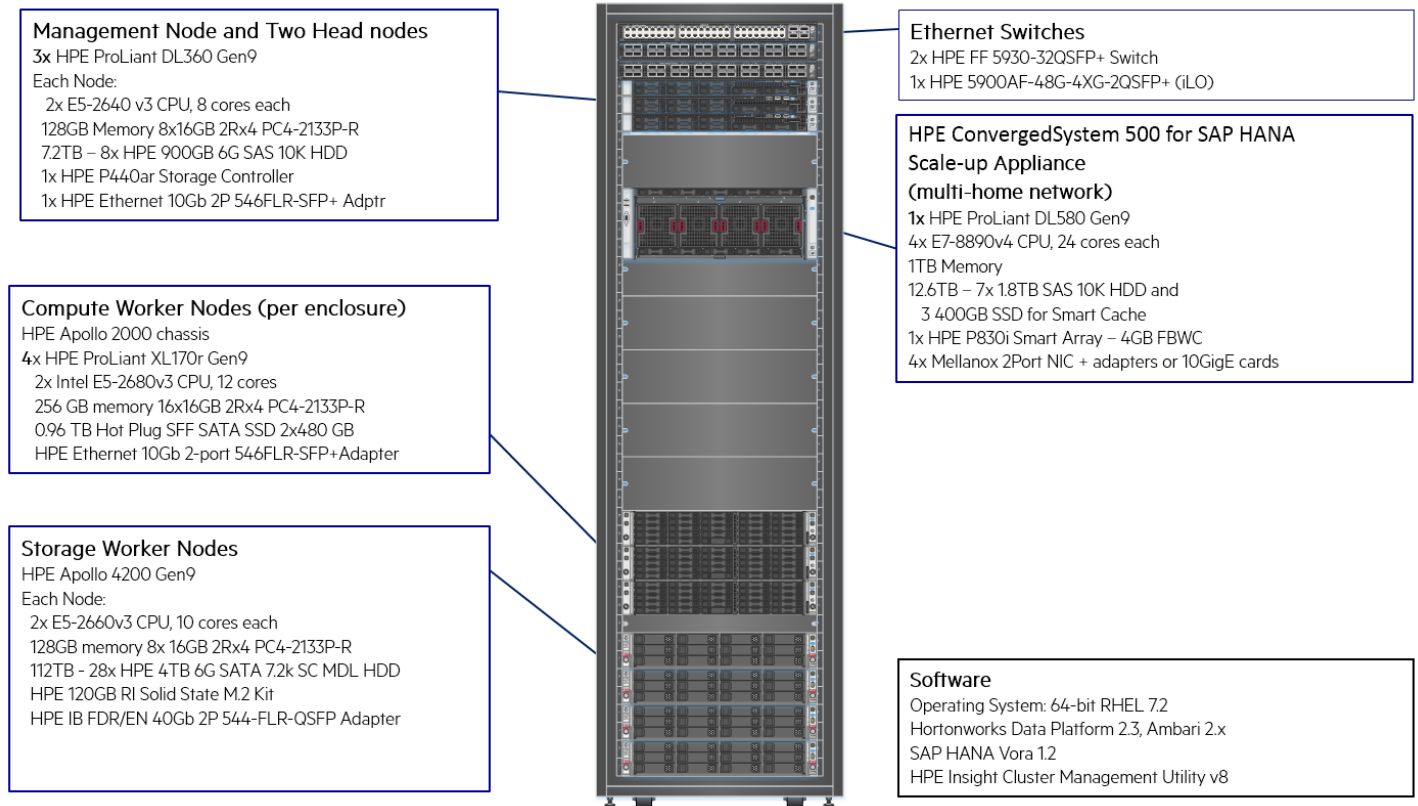 Management Node and Two Head nodes
3x HPE ProLiant DL360 Gen9
Each Node:
2x E5-2640 v3 CPU, 8 cores each
128GB Memory 8x16GB 2Rx4 PC4-2133P-R
7.2TB – 8x HPE 900GB 6G SAS 10K HDD
1x HPE P440ar Storage Controller
1x HPE Ethernet 10Gb 2P 546FLR-SFP+ Adptr
Compute Worker Nodes (per enclosure)
HPE Apollo 2000 chassis
4x HPE ProLiant XL170r Gen9
2x Intel E5-2680v3 CPU, 12 cores
256 GB memory 16x16GB 2Rx4 PC4-2133P-R
0.96 TB Hot Plug SFF SATA SSD 2x480 GB
HPE Ethernet 10Gb 2-port 546FLR-SFP+Adapter
Storage Worker Nodes
HPE Apollo 4200 Gen9
Each Node:
2x E5-2660v3 CPU, 10 cores each
128GB memory 8x 16GB 2Rx4 PC4-2133P-R
112TB - 28x HPE 4TB 6G SATA 7.2k SC MDL HDD
HPE 120GB RI Solid State M.2 Kit
HPE IB FDR/EN 40Gb 2P 544-FLR-QSFP Adapter
Ethernet Switches
2x HPE FF 5930-32QSFP+ Switch
1x HPE 5900AF-48G-4XG-2QSFP+ (iLO)
HPE ConvergedSystem 500 for SAP HANA
Scale-up Appliance
(multi-home network)
1x HPE ProLiant DL580 Gen9
4x E7-8890v4 CPU, 24 cores each
1TB Memory
12.6TB – 7x 1.8TB SAS 10K HDD and
3 400GB SSD for Smart Cache
1x HPE P830i Smart Array – 4GB FBWC
4x Mellanox 2Port NIC + adapters or 10GigE cards
Software
Operating System: 64-bit RHEL 7.2
Hortonworks Data Platform 2.3, Ambari 2.x
SAP HANA Vora 1.2
HPE Insight Cluster Management Utility v8